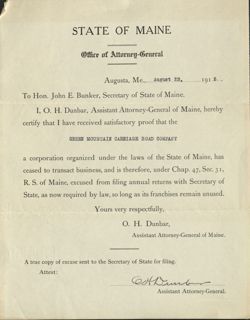 STATE OF MAINE
Office of Attorney-General
Augusta, Me., August 22, 191
To Hon. John E. Bunker, Secretary of State of Maine.
I, O. H. Dunbar, Assistant Attorney-General of Maine, hereby
certify that I have received satisfactory proof that the
GREEN MOUNTAIN CARRIAGE ROAD COMPANY
a corporation organized under the laws of the State of Maine, has
ceased to transact business, and is therefore, under Chap. 47, Sec. 31,
R. S. of Maine, excused from filing annual returns with Secretary of
State, as now required by law, so long as its franchises remain unused.
Yours very respectfully,
O. H. Dunbar,
Assistant Attorney-General of Maine.
A true copy of excuse sent to the Secretary of State for filing.
Attest:
O H Dunbar
Assistant Attorney-General.